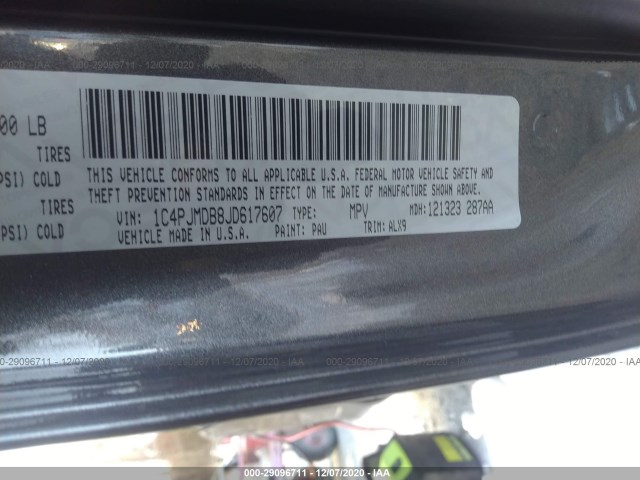 000-29096711 - 12/07/2020 - IAA
00 LB
TIRES
PSI) COLD
TIRES
PSI) COLD
THIS VEHICLE CONFORMS TO ALL APPLICABLE U.S.A. FEDERAL MOTOR VEHICLE SAFETY AND
THEFT PREVENTION STANDARDS IN EFFECT ON THE DATE OF MANUFACTURE SHOWN ABOVE.
VIN: 1C4PJMDB8JD617607 TYPE: MPV MDH: 121323 287AA
VEHICLE MADE IN U.S.A. PAINT: PAU TRIM: ALX9
000-29096711 - 12/07/2020 - IAA
000-29096711 - 12/07/2020 - IAA